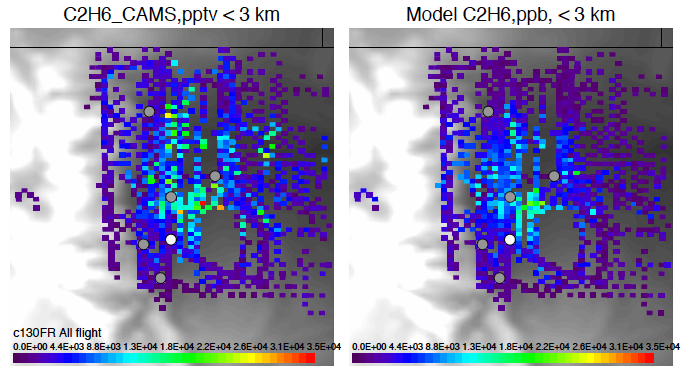 C2H6_CAMS,pptv < 3 km
Model C2H6,ppb, < 3 km
c130FR All flight
0.0E+00 4.4E+03 8.8E+03 1.3E+04 1.8E+04 2.2E+04 2.6E+04 3.1E+04 3.5E+04
0.0E+00 4.4E+03 8.8E+03 1.3E+04 1.8E+04 2.2E+04 2.6E+04 3.1E+04 3.5E+04